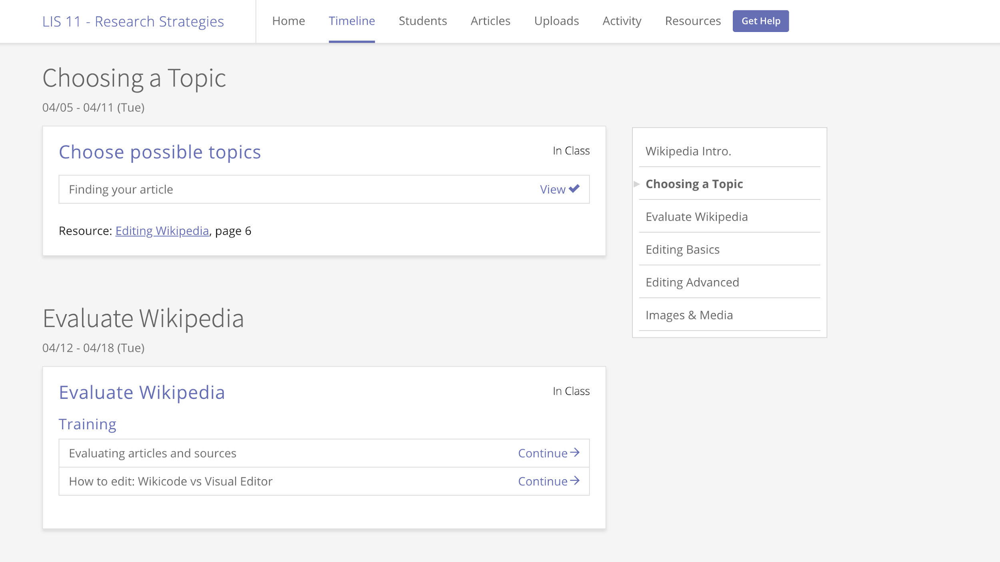 LIS 11 - Research Strategies
Home
Timeline
Students
Articles
Uploads
Activity
Resources
Get Help
Choosing a Topic
04/05 - 04/11 (Tue)
Choose possible topics
In Class
Finding your article
View
Resource: Editing Wikipedia, page 6
Evaluate Wikipedia
04/12 - 04/18 (Tue)
Evaluate Wikipedia
In Class
Training
Evaluating articles and sources
Continue
How to edit: Wikicode vs Visual Editor
Continue
Wikipedia Intro.
Choosing a Topic
Evaluate Wikipedia
Editing Basics
Editing Advanced
Images & Media